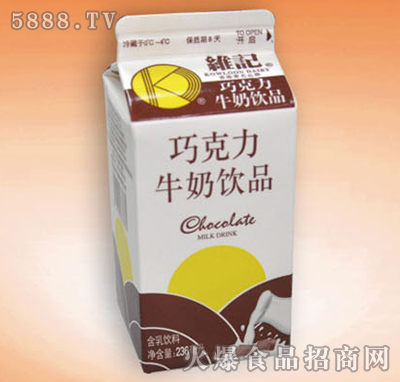 5888.TV
冷藏于0℃-4℃ 保质期8天
TO OPEN
开启
維記®
KOWLOON DAIRY
巧克力
牛奶饮品
巧克力
牛奶饮品
Chocolate
MILK DRINK
含乳饮料
净含量:236
火爆食品招商网